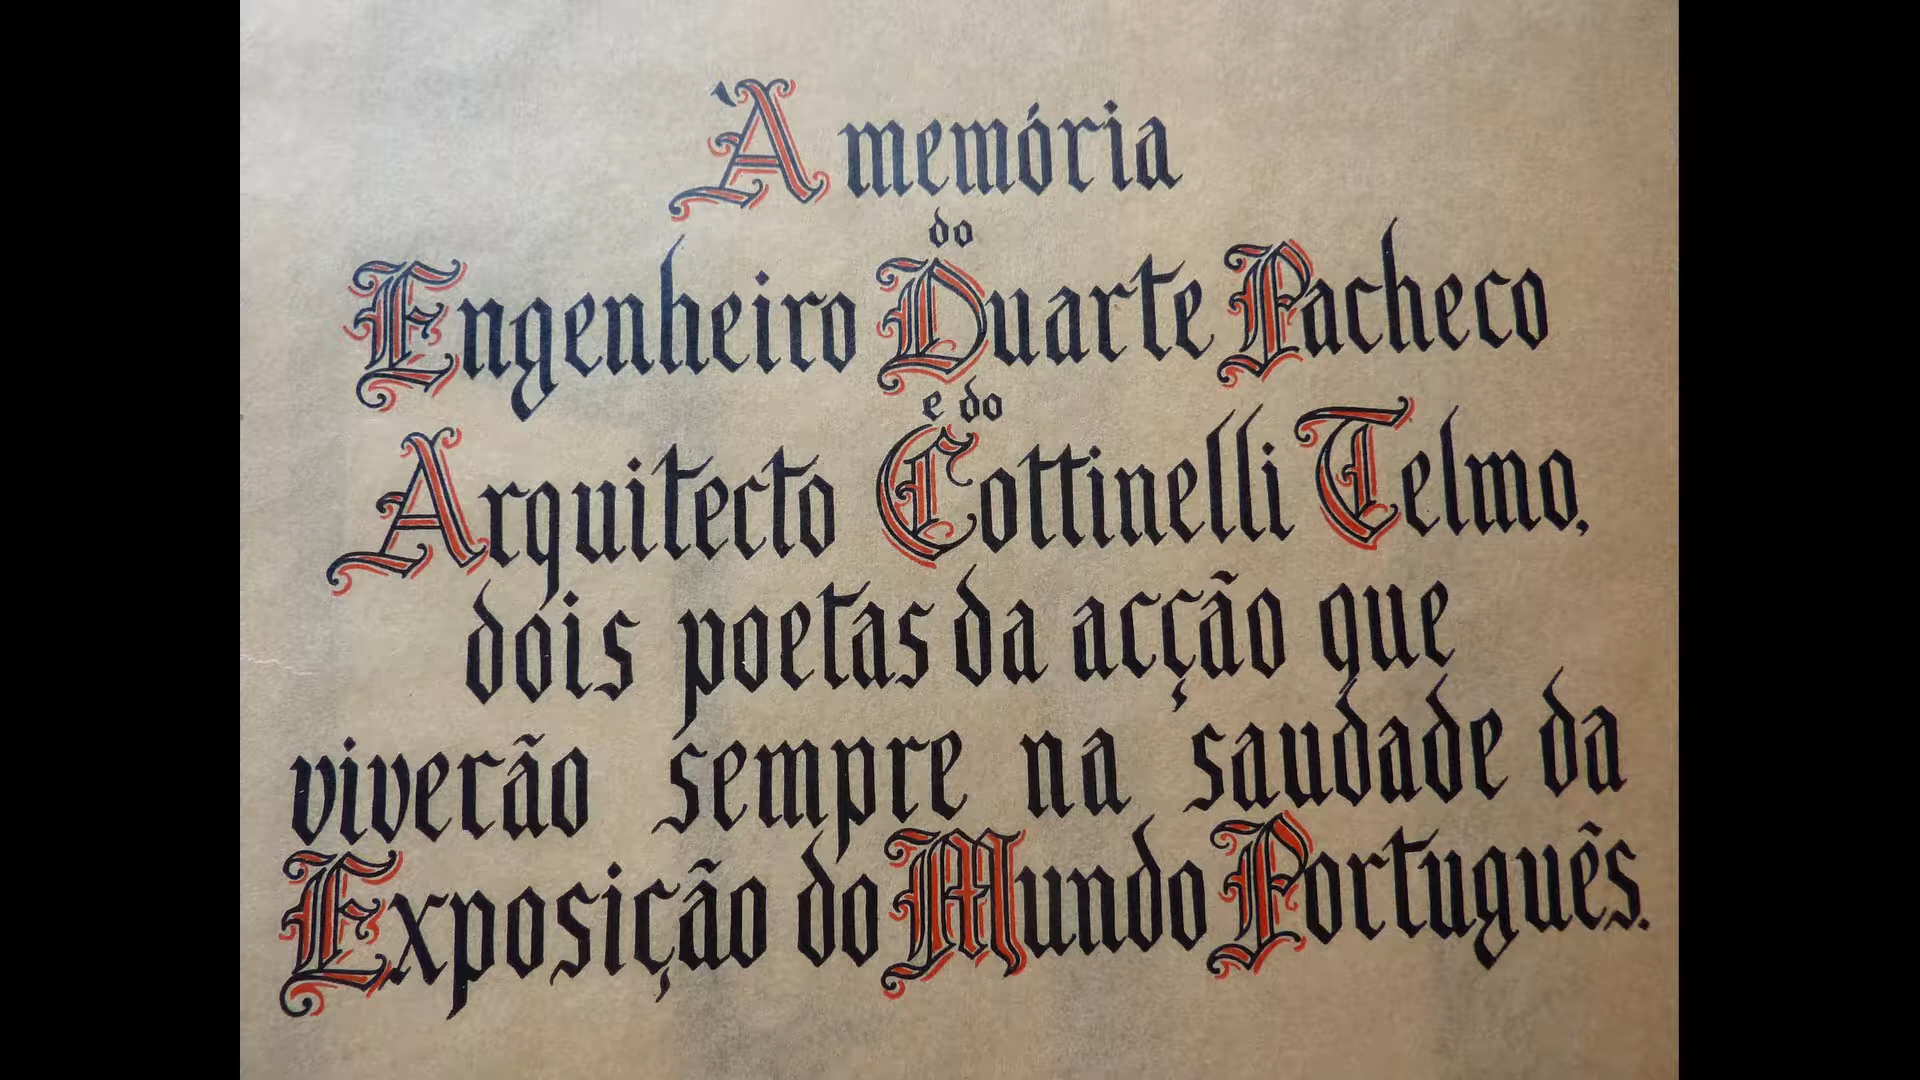 À memória
do
Engenheiro Duarte Pacheco
e do
Arquitecto Cottinelli Telmo,
dois poetas da acção que
viverão sempre na saudade da
Exposição do Mundo Português.